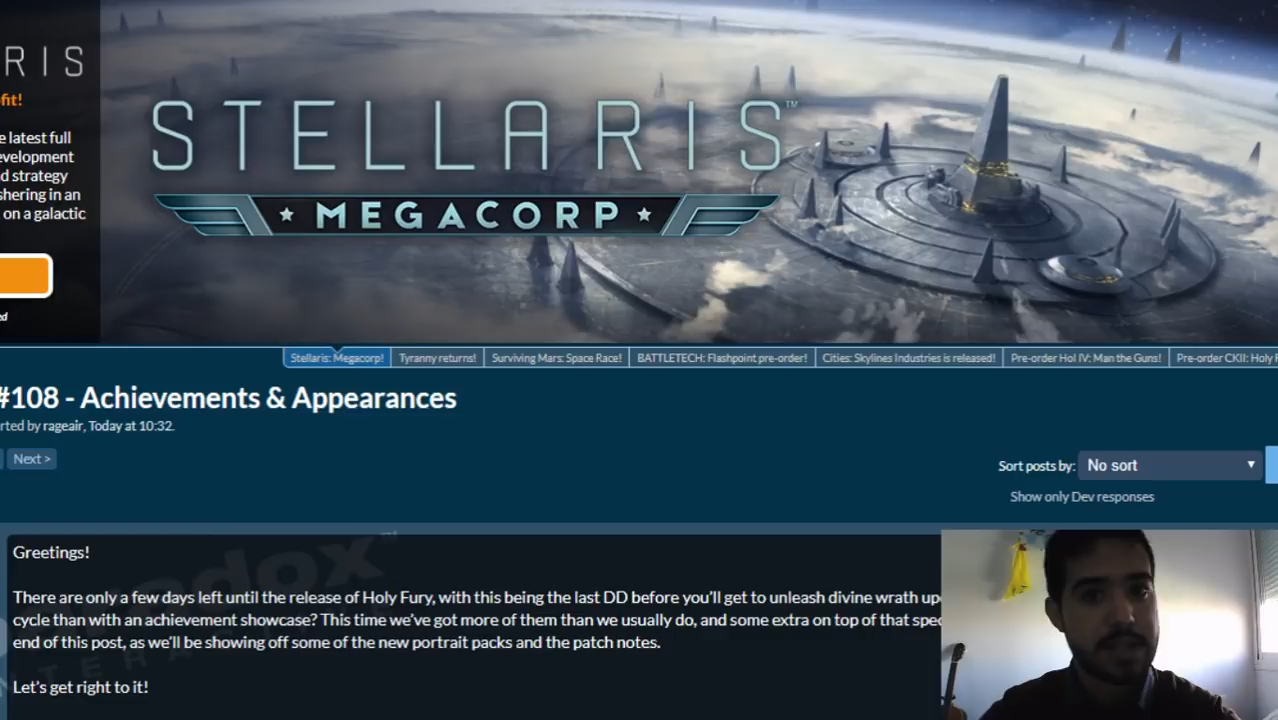 RIS
fit!
e latest full
evelopment
d strategy
shering in an
on a galactic
ed
STELLARIS™
MEGACORP
Stellaris: Megacorp! Tyranny returns! Surviving Mars: Space Race! BATTLETECH: Flashpoint pre-order! Cities: Skylines Industries is released! Pre-order HoI IV: Man the Guns! Pre-order CKII: Holy F
#108 - Achievements & Appearances
rted by rageair, Today at 10:32.
Next >
Sort posts by: No sort
Show only Dev responses
Greetings!
There are only a few days left until the release of Holy Fury, with this being the last DD before you'll get to unleash divine wrath up
cycle than with an achievement showcase? This time we've got more of them than we usually do, and some extra on top of that spec
end of this post, as we'll be showing off some of the new portrait packs and the patch notes.
Let's get right to it!